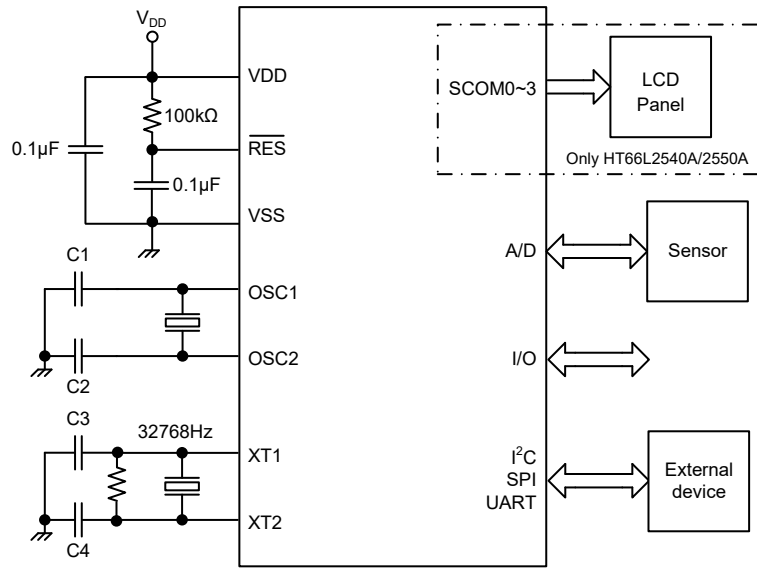 V_DD
VDD
SCOM0~3
LCD
Panel
100kΩ
0.1µF
RES
Only HT66L2540A/2550A
0.1µF
VSS
A/D
Sensor
C1
OSC1
OSC2
I/O
C2
C3
32768Hz
XT1
I²C
SPI
UART
External
device
XT2
C4